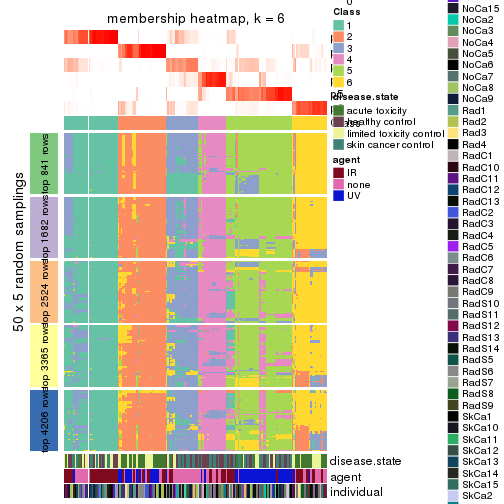 membership heatmap, k = 6
50 x 5 random samplings
top 841 rows
top 1682 rows
top 2524 rows
top 3365 rows
top 4206 rows
disease.state
agent
individual
Class
1
2
3
4
5
6
disease.state
acute toxicity
healthy control
limited toxicity control
skin cancer control
agent
IR
none
UV
NoCa15
NoCa2
NoCa3
NoCa4
NoCa5
NoCa6
NoCa7
NoCa8
NoCa9
Rad1
Rad2
Rad3
Rad4
RadC1
RadC10
RadC11
RadC12
RadC13
RadC2
RadC3
RadC4
RadC5
RadC6
RadC7
RadC8
RadC9
RadS10
RadS11
RadS12
RadS13
RadS14
RadS5
RadS6
RadS7
RadS8
RadS9
SkCa1
SkCa10
SkCa11
SkCa12
SkCa13
SkCa14
SkCa15
SkCa2